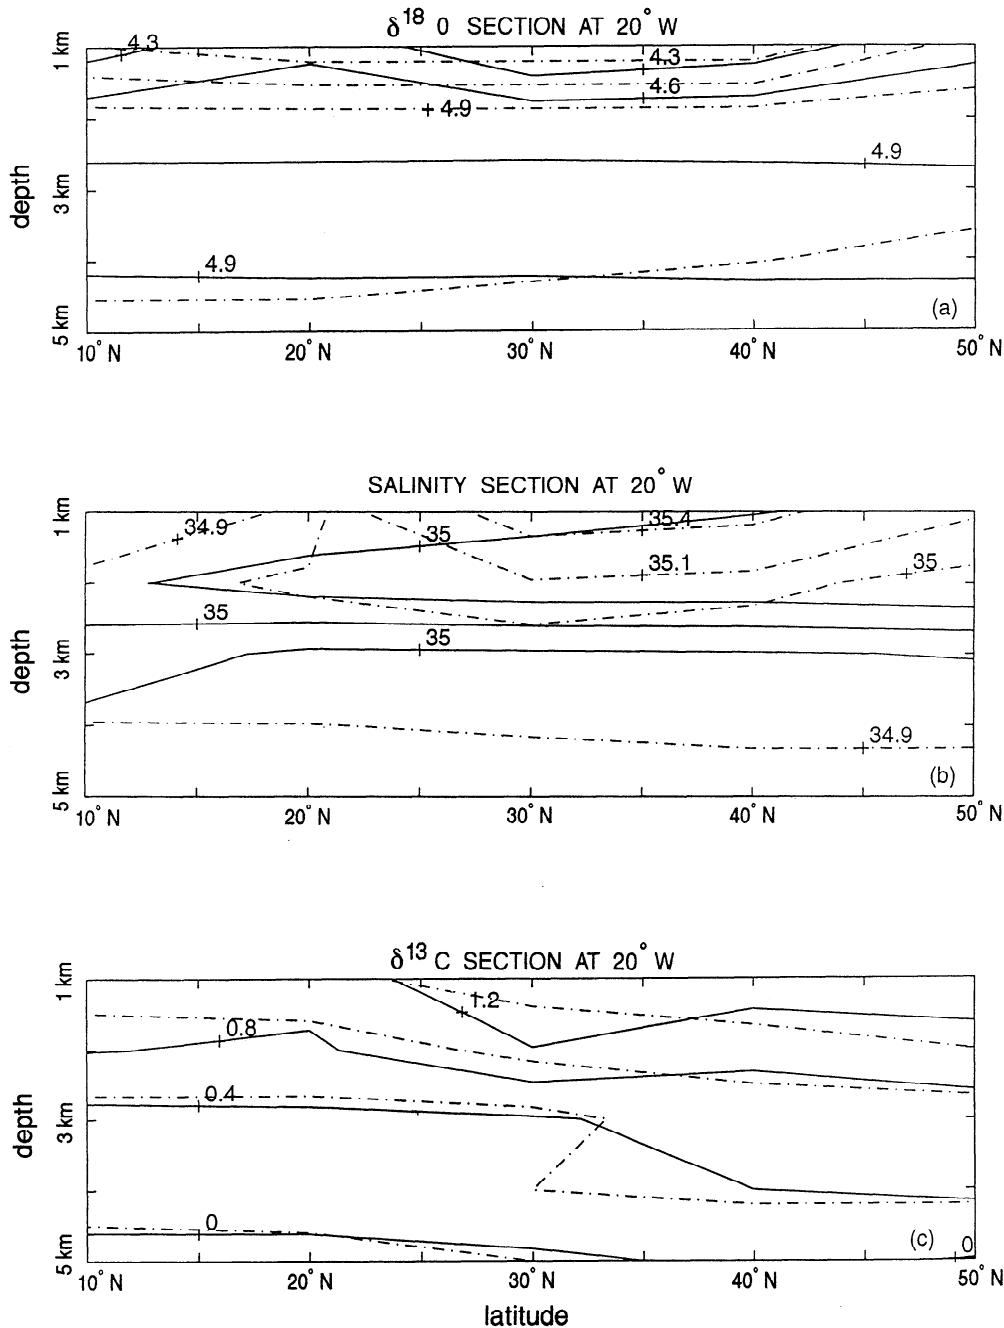 δ18 0 SECTION AT 20° W
4.3
4.3
4.6
4.9
4.9
4.9
1 km
3 km
5 km
depth
(a)
10° N 20° N 30° N 40° N 50° N
SALINITY SECTION AT 20° W
34.9
35
35.4
35.1
35
35
35
34.9
1 km
3 km
5 km
depth
(b)
10° N 20° N 30° N 40° N 50° N
δ13 C SECTION AT 20° W
1.2
0.8
0.4
0
0
1 km
3 km
5 km
depth
(c)
10° N 20° N 30° N 40° N 50° N
latitude